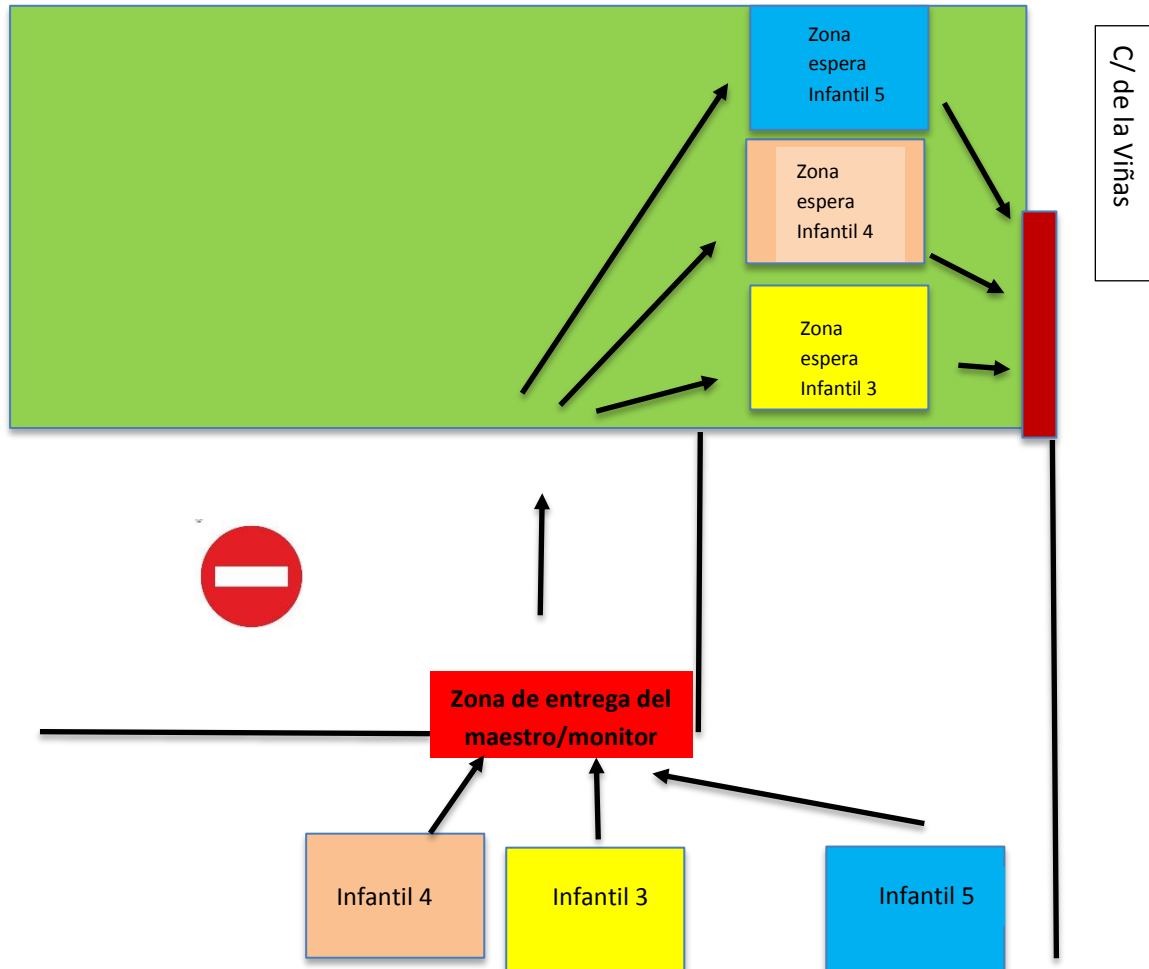 Zona
espera
Infantil 5
C/ de la Viñas
Zona
espera
Infantil 4
Zona
espera
Infantil 3
Zona de entrega del
maestro/monitor
Infantil 4
Infantil 3
Infantil 5